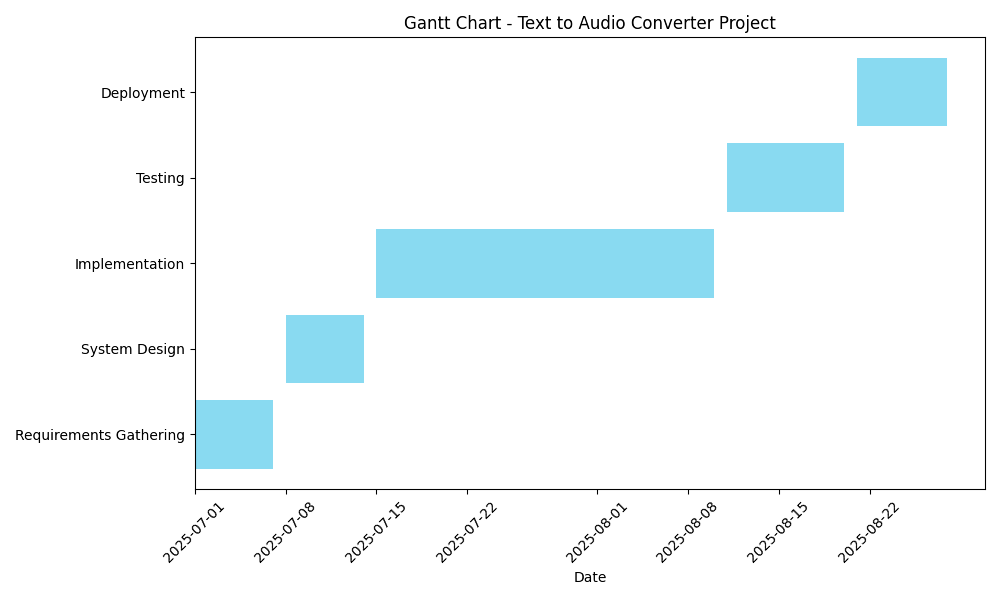 Gantt Chart - Text to Audio Converter Project
Deployment
Testing
Implementation
System Design
Requirements Gathering
2025-07-01
2025-07-08
2025-07-15
2025-07-22
2025-08-01
2025-08-08
2025-08-15
2025-08-22
Date